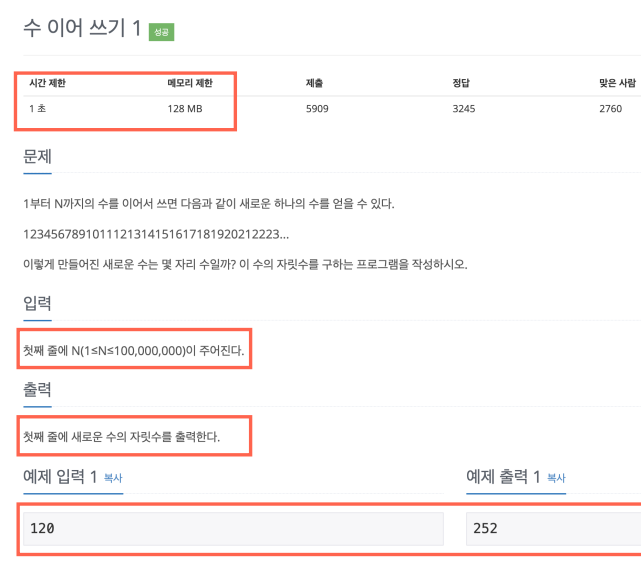 수 이어 쓰기 1 성공
시간 제한 메모리 제한 제출 정답 맞은 사람
1 초 128 MB 5909 3245 2760
문제
1부터 N까지의 수를 이어서 쓰면 다음과 같이 새로운 하나의 수를 얻을 수 있다.
1234567891011121314151617181920212223...
이렇게 만들어진 새로운 수는 몇 자리 수일까? 이 수의 자릿수를 구하는 프로그램을 작성하시오.
입력
첫째 줄에 N(1≤N≤100,000,000)이 주어진다.
출력
첫째 줄에 새로운 수의 자릿수를 출력한다.
예제 입력 1 복사 예제 출력 1 복사
120 252